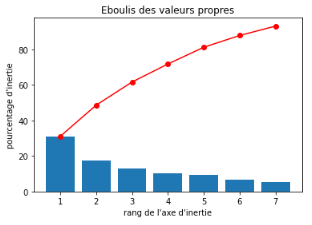 Eboulis des valeurs propres
pourcentage d'inertie
80
60
40
20
0
1 2 3 4 5 6 7
rang de l'axe d'inertie